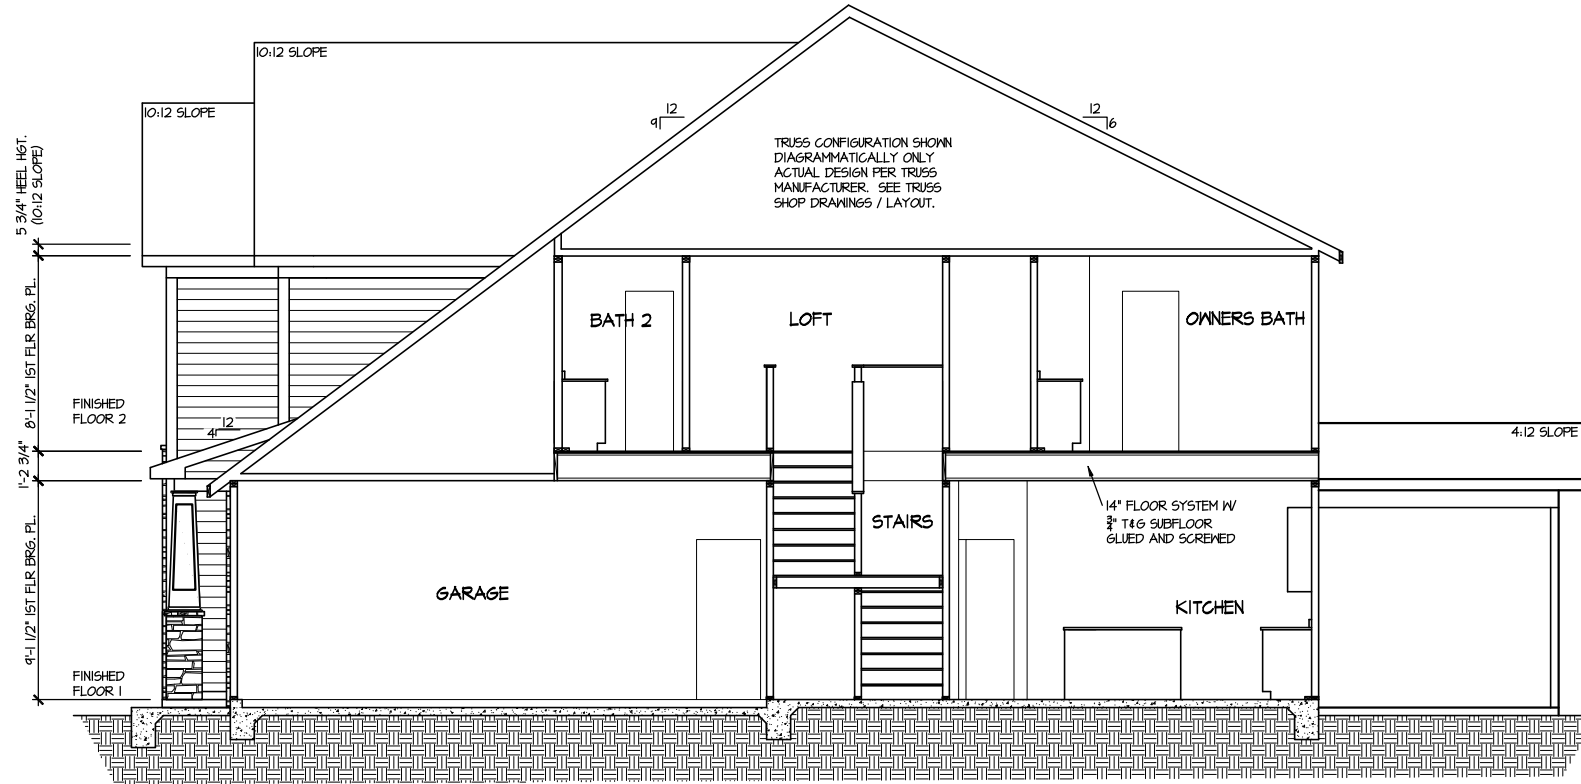 10:12 SLOPE
10:12 SLOPE
12
9
12
6
TRUSS CONFIGURATION SHOWN
DIAGRAMMATICALLY ONLY
ACTUAL DESIGN PER TRUSS
MANUFACTURER. SEE TRUSS
SHOP DRAWINGS / LAYOUT.
5 3/4" HEEL HGT.
(10:12 SLOPE)
8'-1 1/2" 1ST FLR BRG. PL.
BATH 2
LOFT
OWNERS BATH
FINISHED
FLOOR 2
12
4
4:12 SLOPE
1'-2 3/4"
14" FLOOR SYSTEM W/
3/4" T&G SUBFLOOR
GLUED AND SCREWED
STAIRS
9'-1 1/2" 1ST FLR BRG. PL.
GARAGE
KITCHEN
FINISHED
FLOOR 1